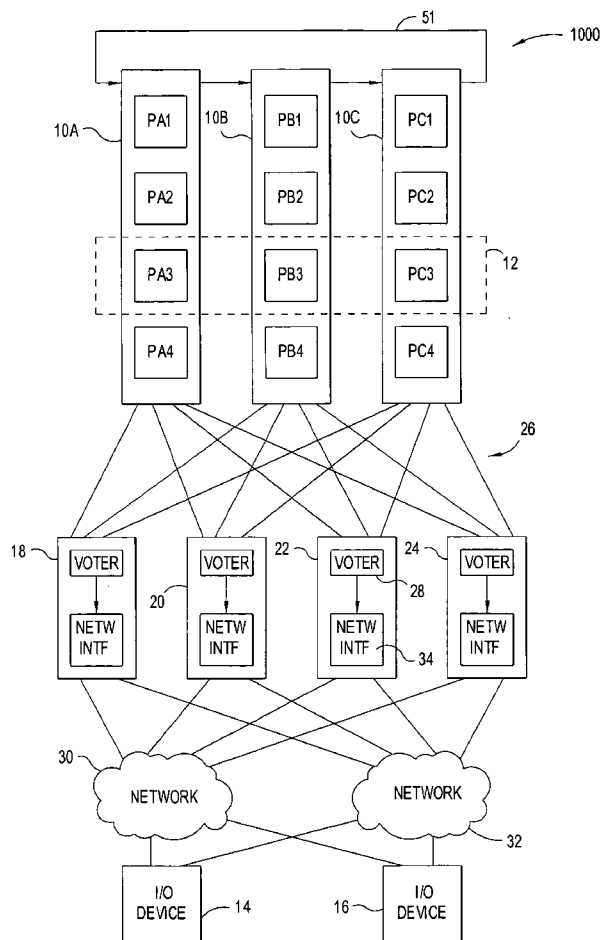 51
1000
10A
PA1
10B
PB1
10C
PC1
PA2
PB2
PC2
12
PA3
PB3
PC3
PA4
PB4
PC4
26
18
VOTER
20
VOTER
22
VOTER
24
VOTER
28
NETW
INTF
NETW
INTF
NETW
INTF
34
NETW
INTF
30
NETWORK
NETWORK
32
I/O
DEVICE
14
16
I/O
DEVICE